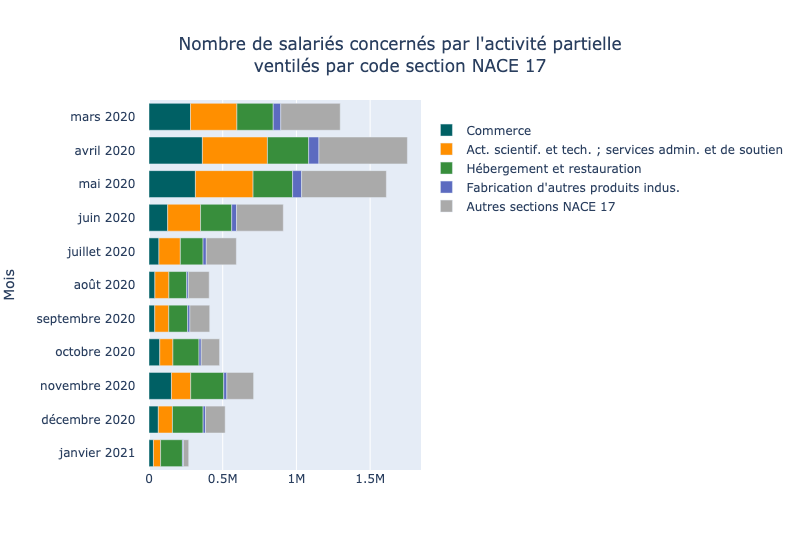 Nombre de salariés concernés par l'activité partielle
ventilés par code section NACE 17
Mois
mars 2020
avril 2020
mai 2020
juin 2020
juillet 2020
août 2020
septembre 2020
octobre 2020
novembre 2020
décembre 2020
janvier 2021
0
0.5M
1M
1.5M
Commerce
Act. scientif. et tech. ; services admin. et de soutien
Hébergement et restauration
Fabrication d'autres produits indus.
Autres sections NACE 17